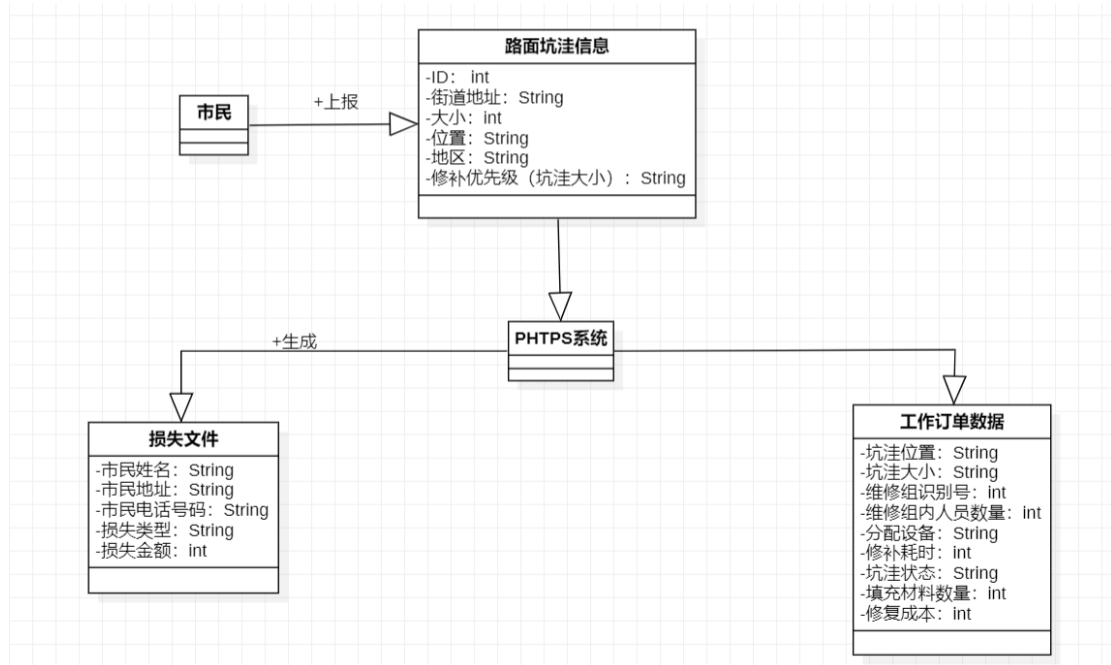 路面坑洼信息
-ID： int
-街道地址：String
-大小：int
-位置：String
-地区：String
-修补优先级（坑洼大小）：String
市民
+上报
PHTPS系统
+生成
损失文件
-市民姓名：String
-市民地址：String
-市民电话号码：String
-损失类型：String
-损失金额：int
工作订单数据
-坑洼位置：String
-坑洼大小：String
-维修组识别号：int
-维修组内人员数量：int
-分配设备：String
-修补耗时：int
-坑洼状态：String
-填充材料数量：int
-修复成本：int